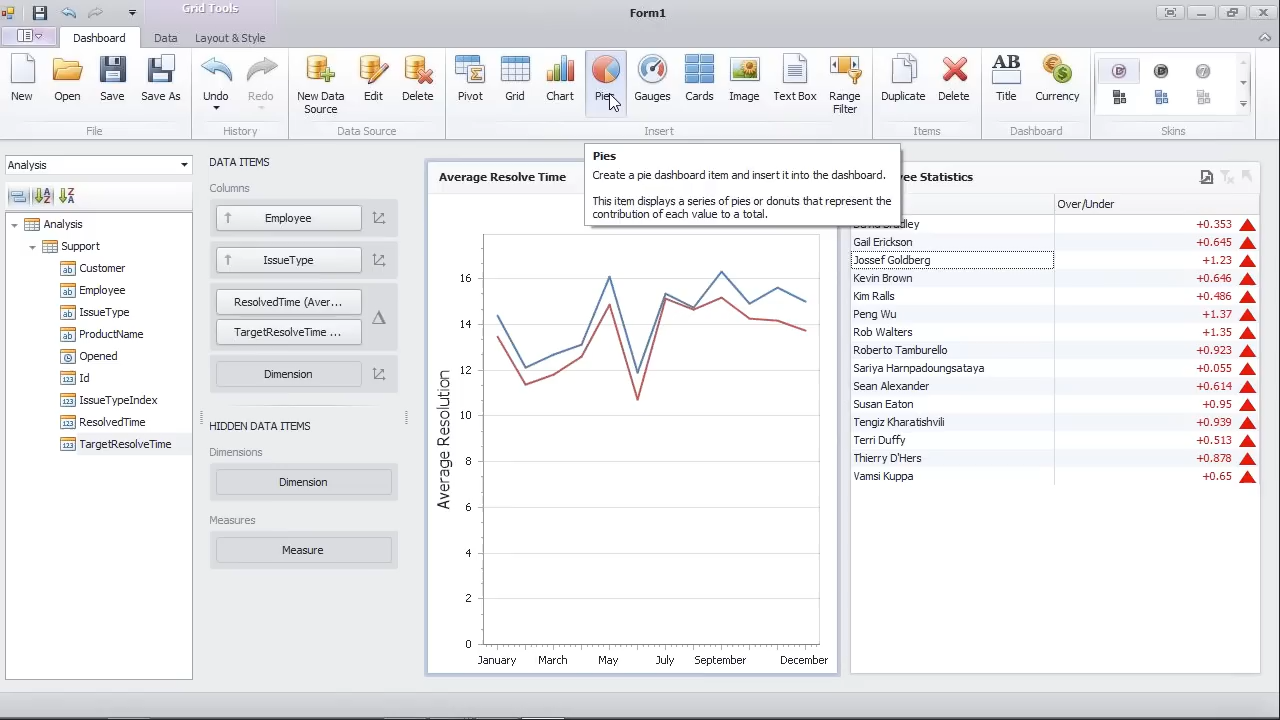 Grid Tools
Form1
Dashboard
Data
Layout & Style
New
Open
Save
Save As
Undo
Redo
New Data
Source
Edit
Delete
Pivot
Grid
Chart
Pies
Gauges
Cards
Image
Text Box
Range
Filter
Duplicate
Delete
AB
Title
Currency
File
History
Data Source
Insert
Items
Dashboard
Skins
Pies
Create a pie dashboard item and insert it into the dashboard.
This item displays a series of pies or donuts that represent the
contribution of each value to a total.
Analysis
Analysis
Support
Customer
Employee
IssueType
ProductName
Opened
Id
IssueTypeIndex
ResolvedTime
TargetResolveTime
DATA ITEMS
Columns
Employee
IssueType
ResolvedTime (Aver...
TargetResolveTime ...
Dimension
HIDDEN DATA ITEMS
Dimensions
Dimension
Measures
Measure
Average Resolve Time
Average Resolution
16
14
12
10
8
6
4
2
0
January
March
May
July
September
December
Statistics
Over/Under
+0.353
Gail Erickson
+0.645
Jossef Goldberg
+1.23
Kevin Brown
+0.646
Kim Ralls
+0.486
Peng Wu
+1.37
Rob Walters
+1.35
Roberto Tamburello
+0.923
Sariya Harnpadoungsataya
+0.055
Sean Alexander
+0.614
Susan Eaton
+0.95
Tengiz Kharatishvili
+0.939
Terri Duffy
+0.513
Thierry D'Hers
+0.878
Vamsi Kuppa
+0.65